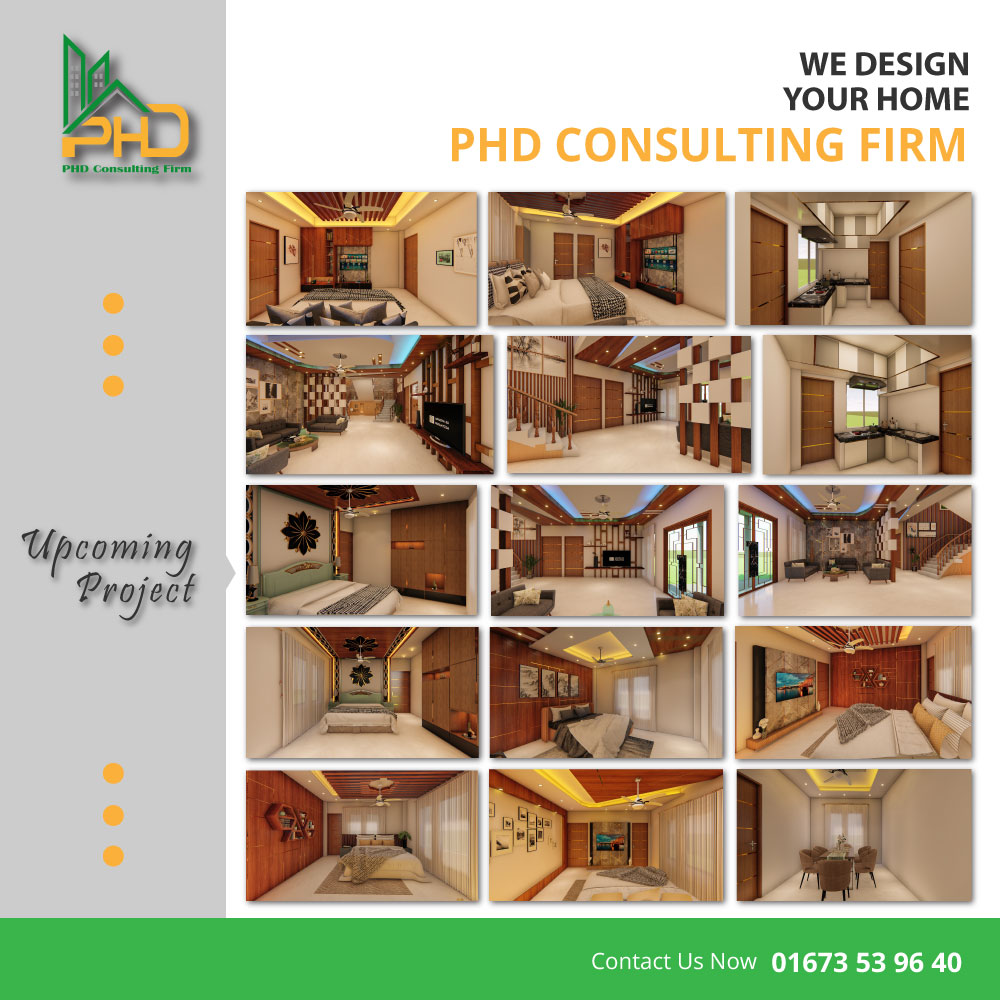 PHD
PHD Consulting Firm
WE DESIGN
YOUR HOME
PHD CONSULTING FIRM
Upcoming
Project
Contact Us Now 01673 53 96 40